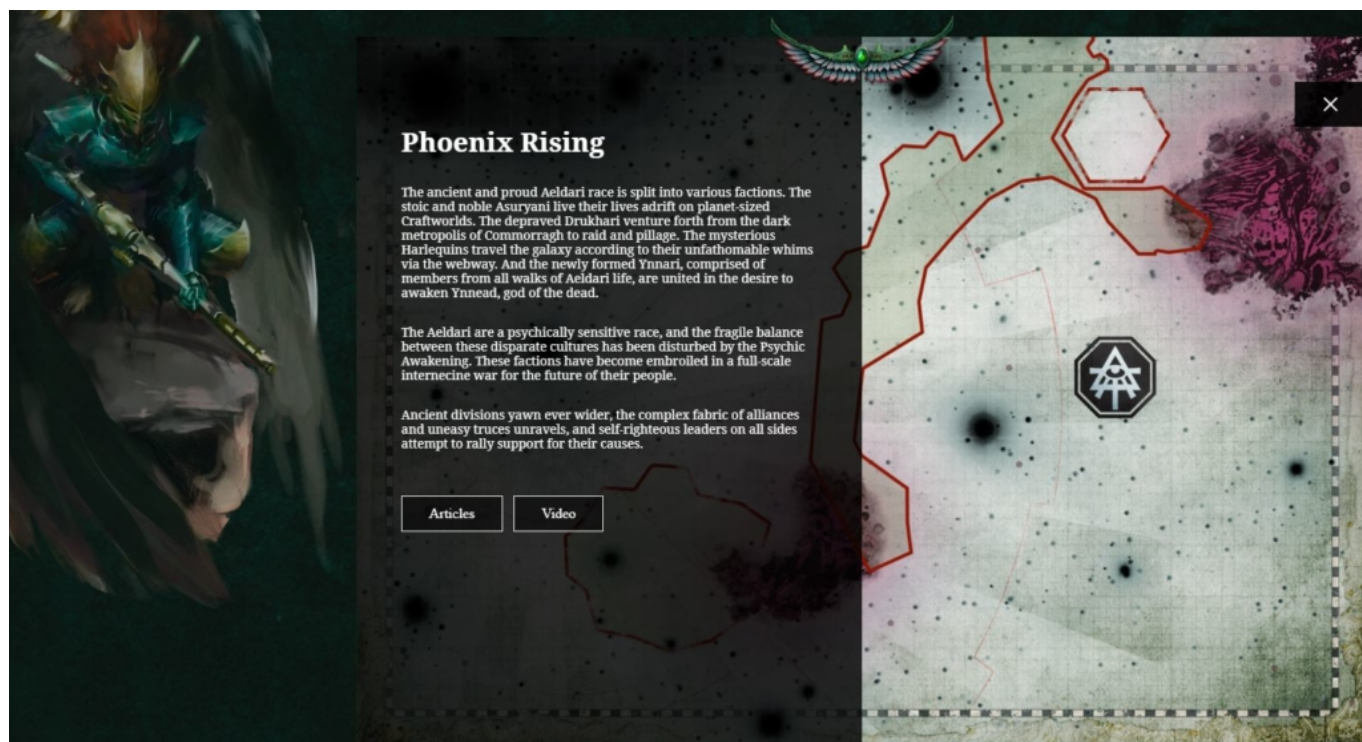 Phoenix Rising
The ancient and proud Aeldari race is split into various factions. The
stoic and noble Asuryani live their lives adrift on planet-sized
Craftworlds. The depraved Drukhari venture forth from the dark
metropolis of Commorragh to raid and pillage. The mysterious
Harlequins travel the galaxy according to their unfathomable whims
via the webway. And the newly formed Ynnari, comprised of
members from all walks of Aeldari life, are united in the desire to
awaken Ynnead, god of the dead.
The Aeldari are a psychically sensitive race, and the fragile balance
between these disparate cultures has been disturbed by the Psychic
Awakening. These factions have become embroiled in a full-scale
internecine war for the future of their people.
Ancient divisions yawn ever wider, the complex fabric of alliances
and uneasy truces unravels, and self-righteous leaders on all sides
attempt to rally support for their causes.
Articles Video